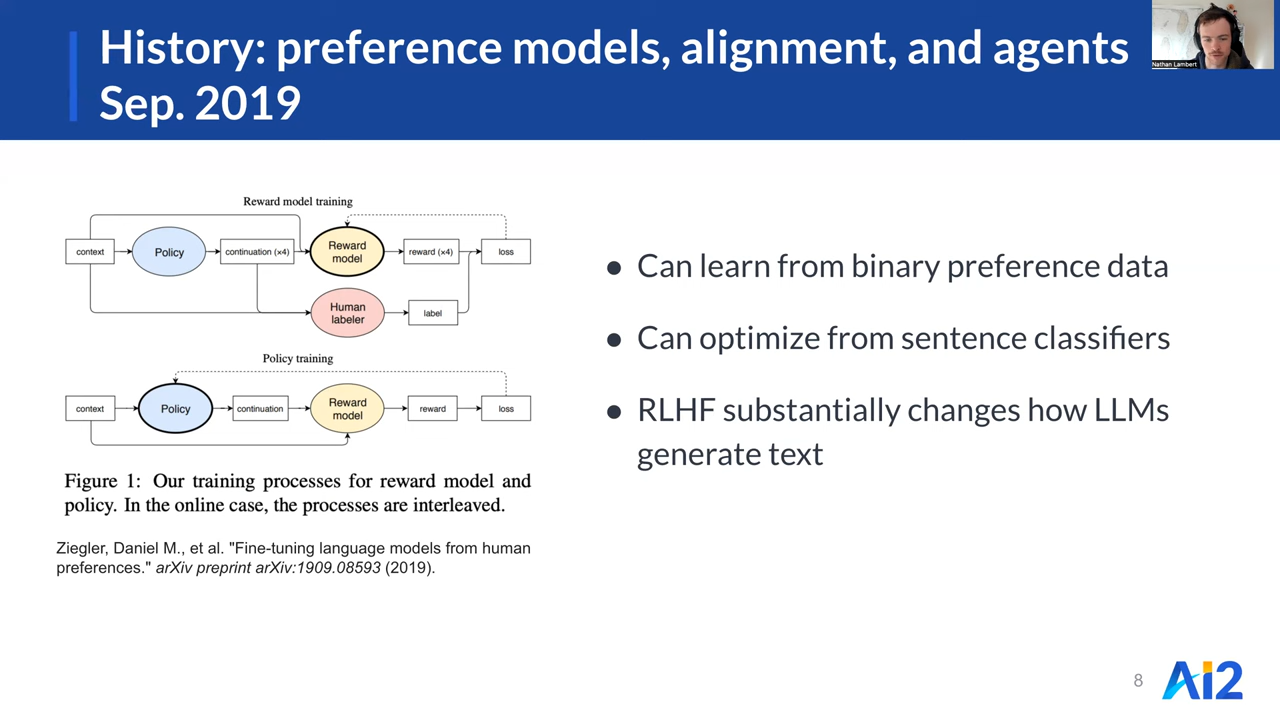 History: preference models, alignment, and agents
Sep. 2019
Nathan Lambert
Reward model training
context
Policy
continuation (×4)
Reward
model
reward (×4)
loss
Human
labeler
label
Policy training
context
Policy
continuation
Reward
model
reward
loss
Figure 1: Our training processes for reward model and
policy. In the online case, the processes are interleaved.
Ziegler, Daniel M., et al. "Fine-tuning language models from human
preferences." arXiv preprint arXiv:1909.08593 (2019).
● Can learn from binary preference data
● Can optimize from sentence classifiers
● RLHF substantially changes how LLMs
generate text
8
Ai2